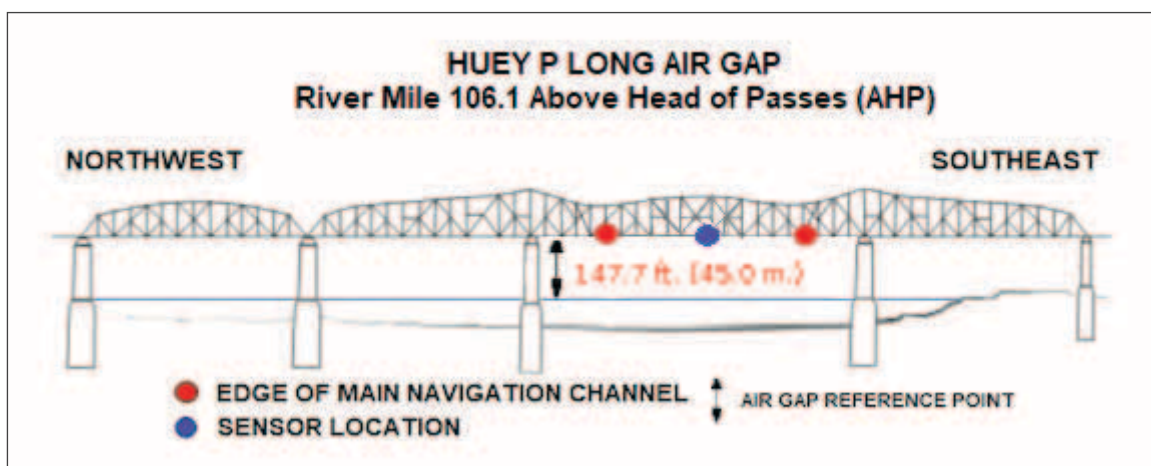 HUEY P LONG AIR GAP
River Mile 106.1 Above Head of Passes (AHP)
NORTHWEST
SOUTHEAST
147.7 ft. (45.0 m.)
EDGE OF MAIN NAVIGATION CHANNEL
AIR GAP REFERENCE POINT
SENSOR LOCATION